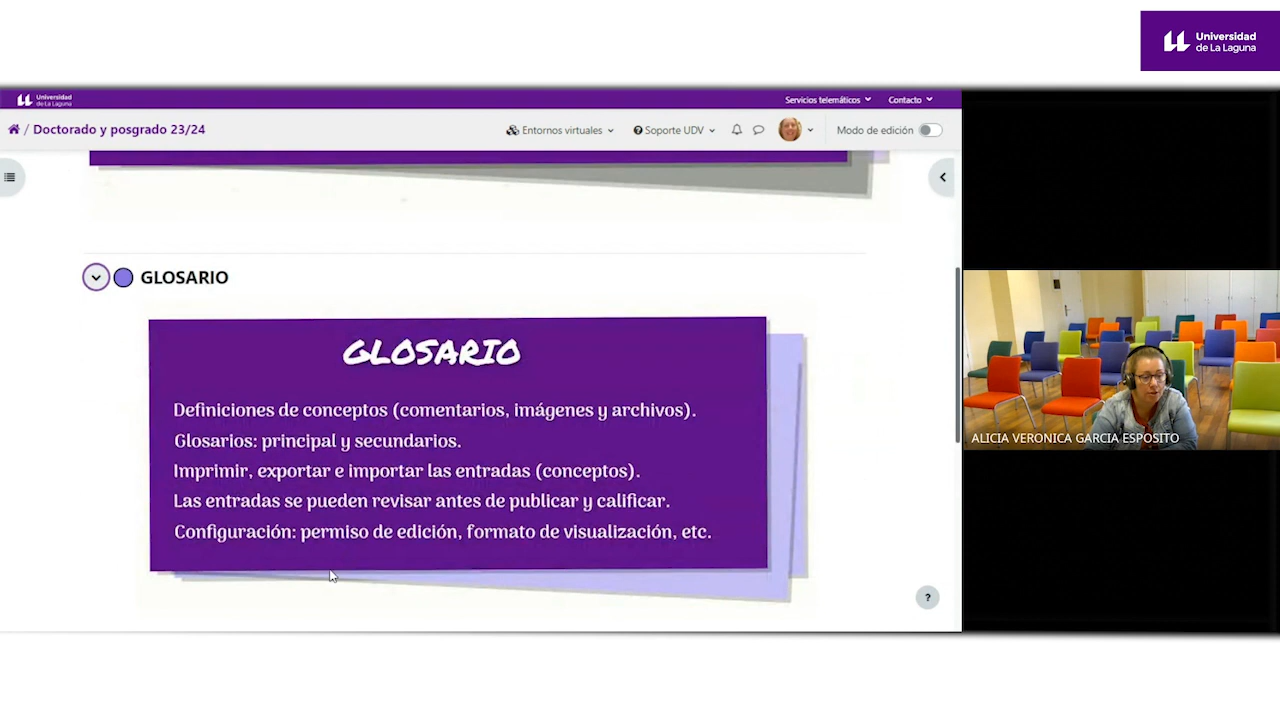 Universidad
de La Laguna
Universidad
de La Laguna
Servicios telemáticos
Contacto
/ Doctorado y posgrado 23/24
Entornos virtuales
Soporte UDV
Modo de edición
GLOSARIO
GLOSARIO
Definiciones de conceptos (comentarios, imágenes y archivos).
Glosarios: principal y secundarios.
Imprimir, exportar e importar las entradas (conceptos).
Las entradas se pueden revisar antes de publicar y calificar.
Configuración: permiso de edición, formato de visualización, etc.
?
ALICIA VERONICA GARCIA ESPOSITO